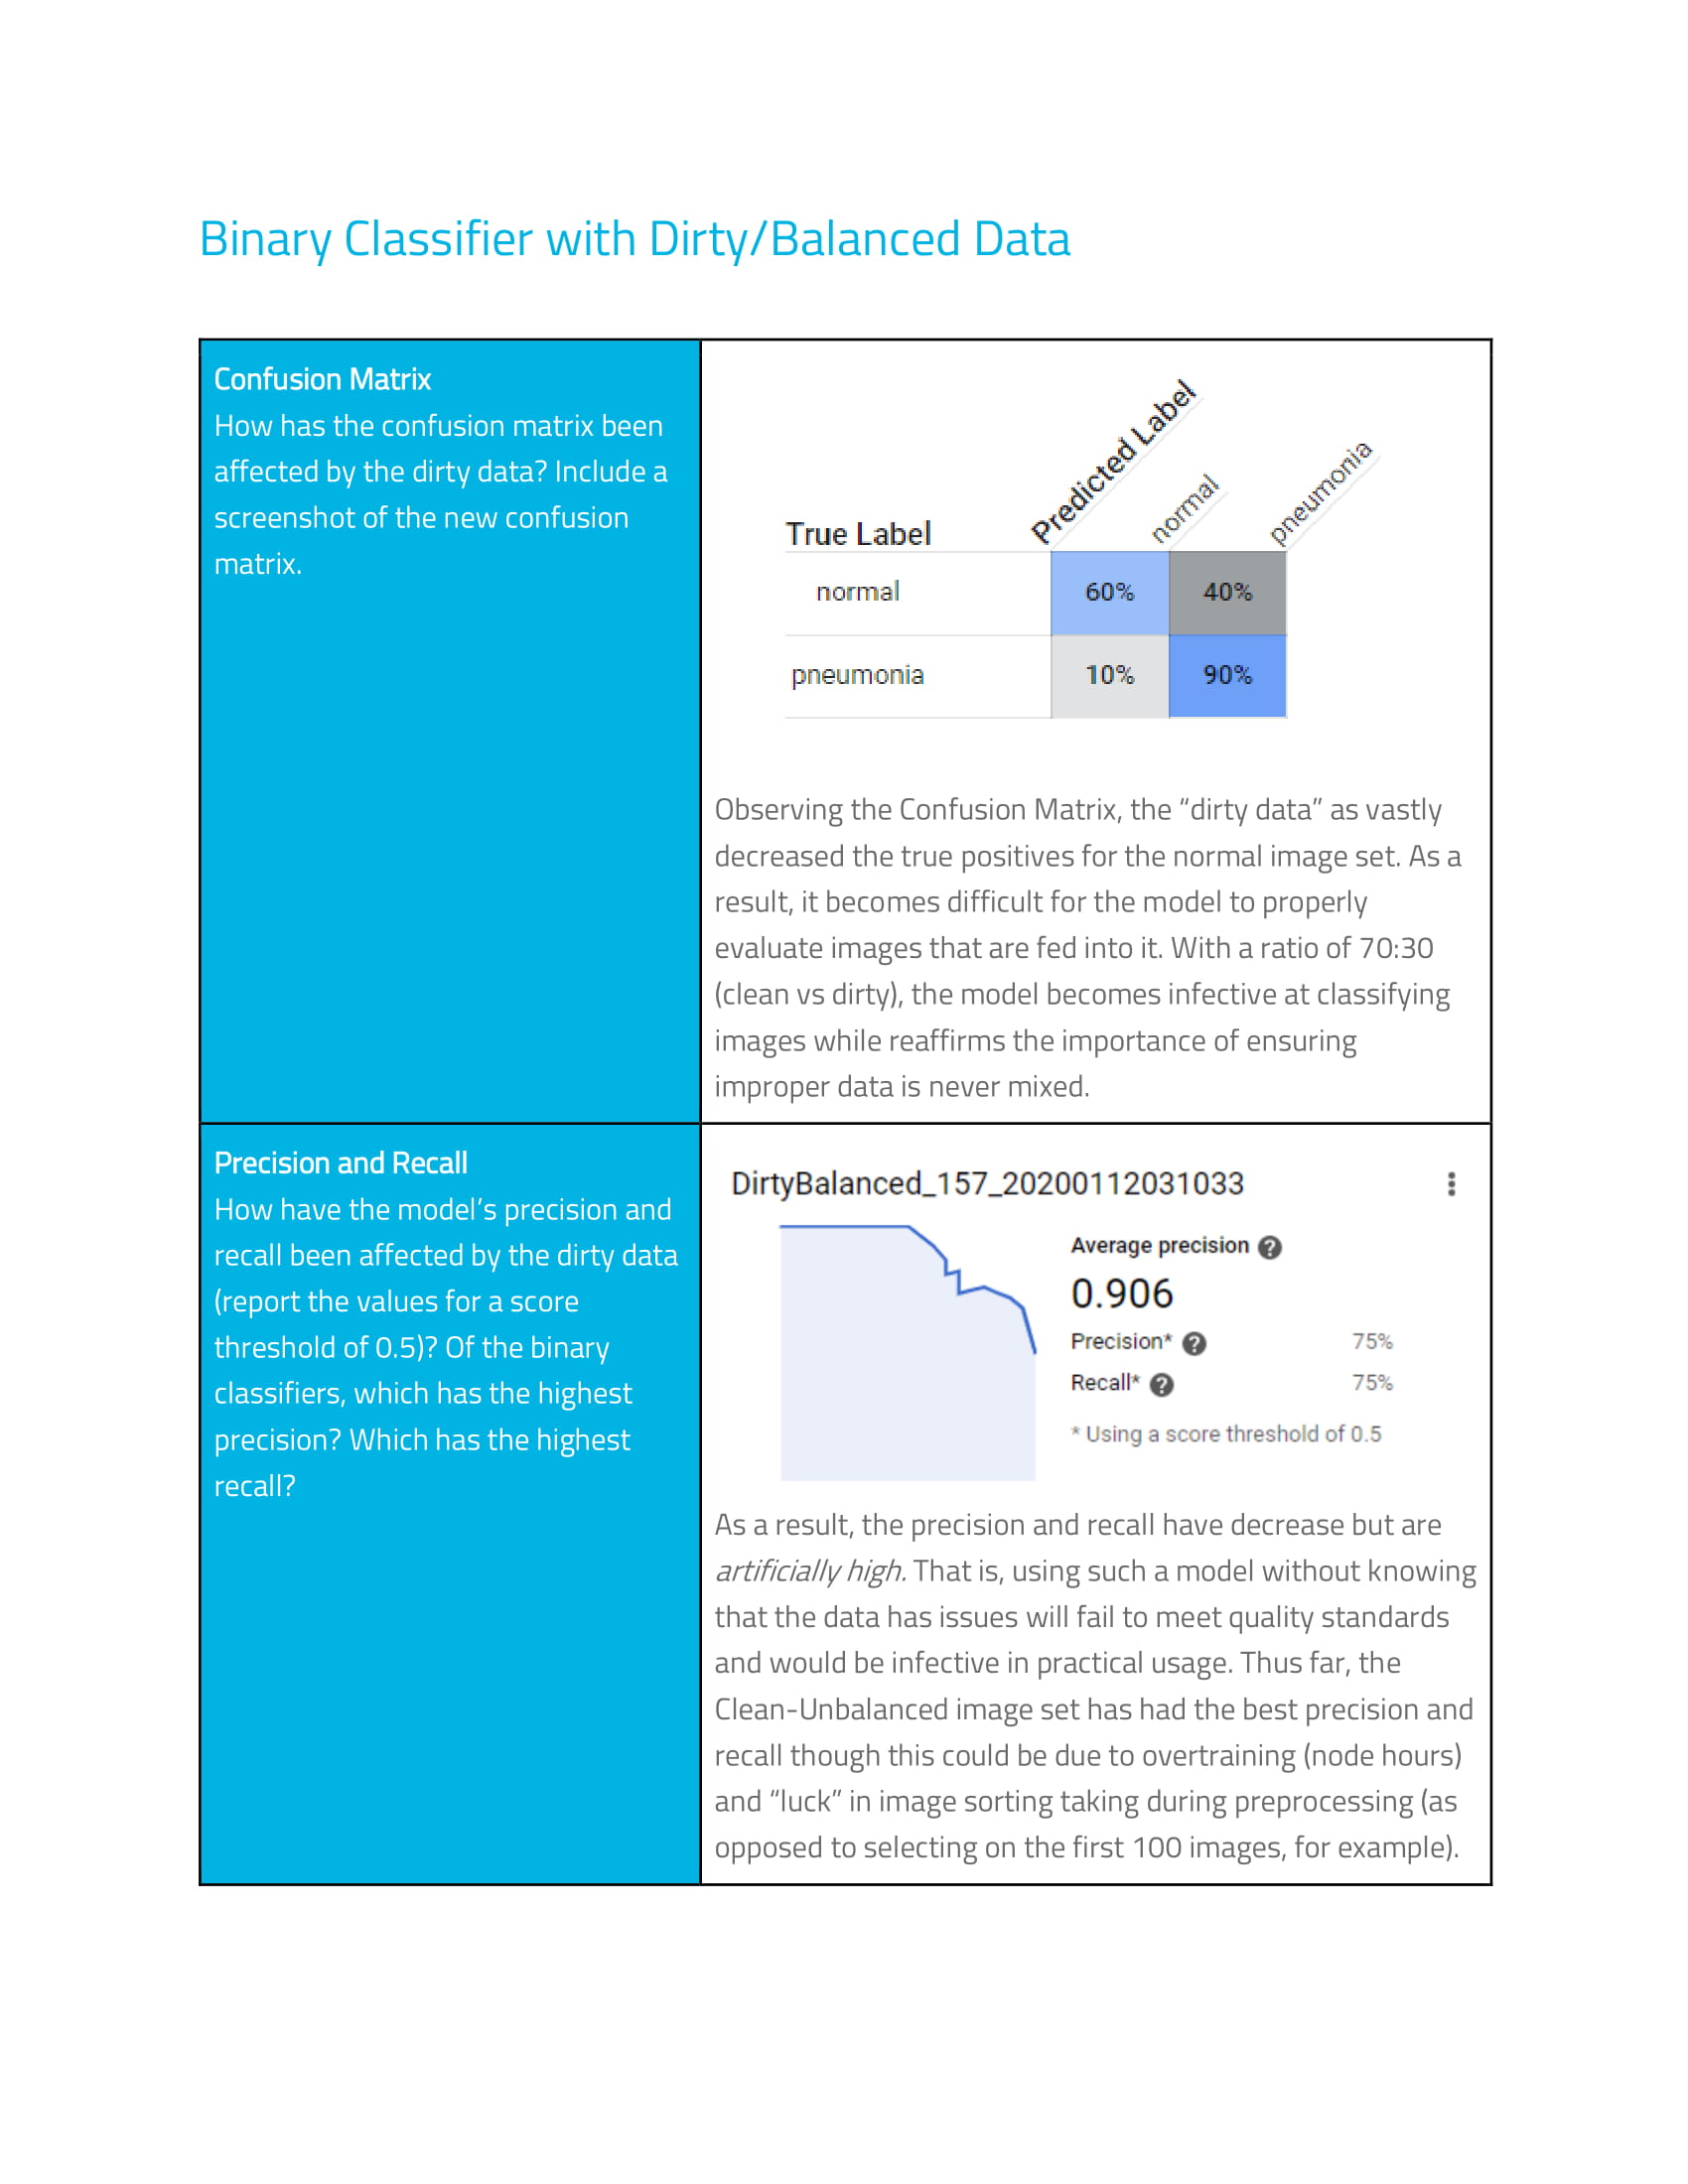 Binary Classifier with Dirty/Balanced Data
Confusion Matrix
How has the confusion matrix been
affected by the dirty data? Include a
screenshot of the new confusion
matrix.
True Label
Predicted Label
normal
pneumonia
normal
60%
40%
pneumonia
10%
90%
Observing the Confusion Matrix, the “dirty data” as vastly
decreased the true positives for the normal image set. As a
result, it becomes difficult for the model to properly
evaluate images that are fed into it. With a ratio of 70:30
(clean vs dirty), the model becomes infective at classifying
images while reaffirms the importance of ensuring
improper data is never mixed.
Precision and Recall
How have the model’s precision and
recall been affected by the dirty data
(report the values for a score
threshold of 0.5)? Of the binary
classifiers, which has the highest
precision? Which has the highest
recall?
DirtyBalanced_157_20200112031033
Average precision ?
0.906
Precision* ? 75%
Recall* ? 75%
* Using a score threshold of 0.5
As a result, the precision and recall have decrease but are
artificially high. That is, using such a model without knowing
that the data has issues will fail to meet quality standards
and would be infective in practical usage. Thus far, the
Clean-Unbalanced image set has had the best precision and
recall though this could be due to overtraining (node hours)
and “luck” in image sorting taking during preprocessing (as
opposed to selecting on the first 100 images, for example).